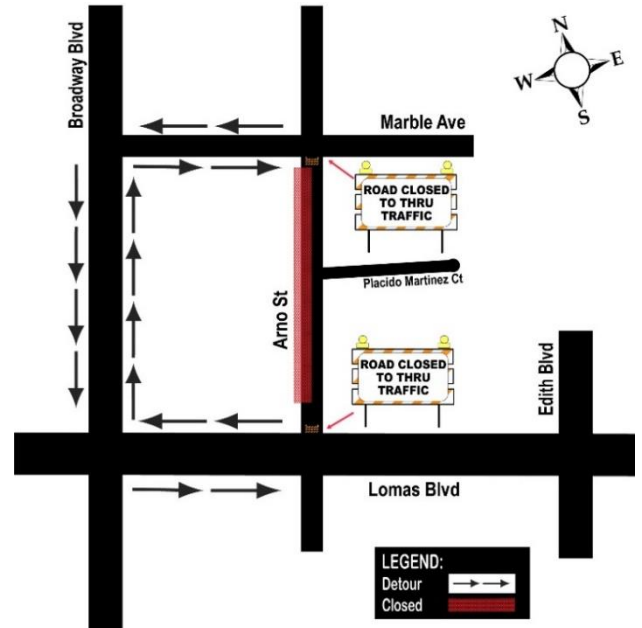 Broadway Blvd
N
E
W
S
Marble Ave
ROAD CLOSED
TO THRU
TRAFFIC
Placido Martinez Ct
Arno St
ROAD CLOSED
TO THRU
TRAFFIC
Edith Blvd
Lomas Blvd
LEGEND:
Detour
Closed